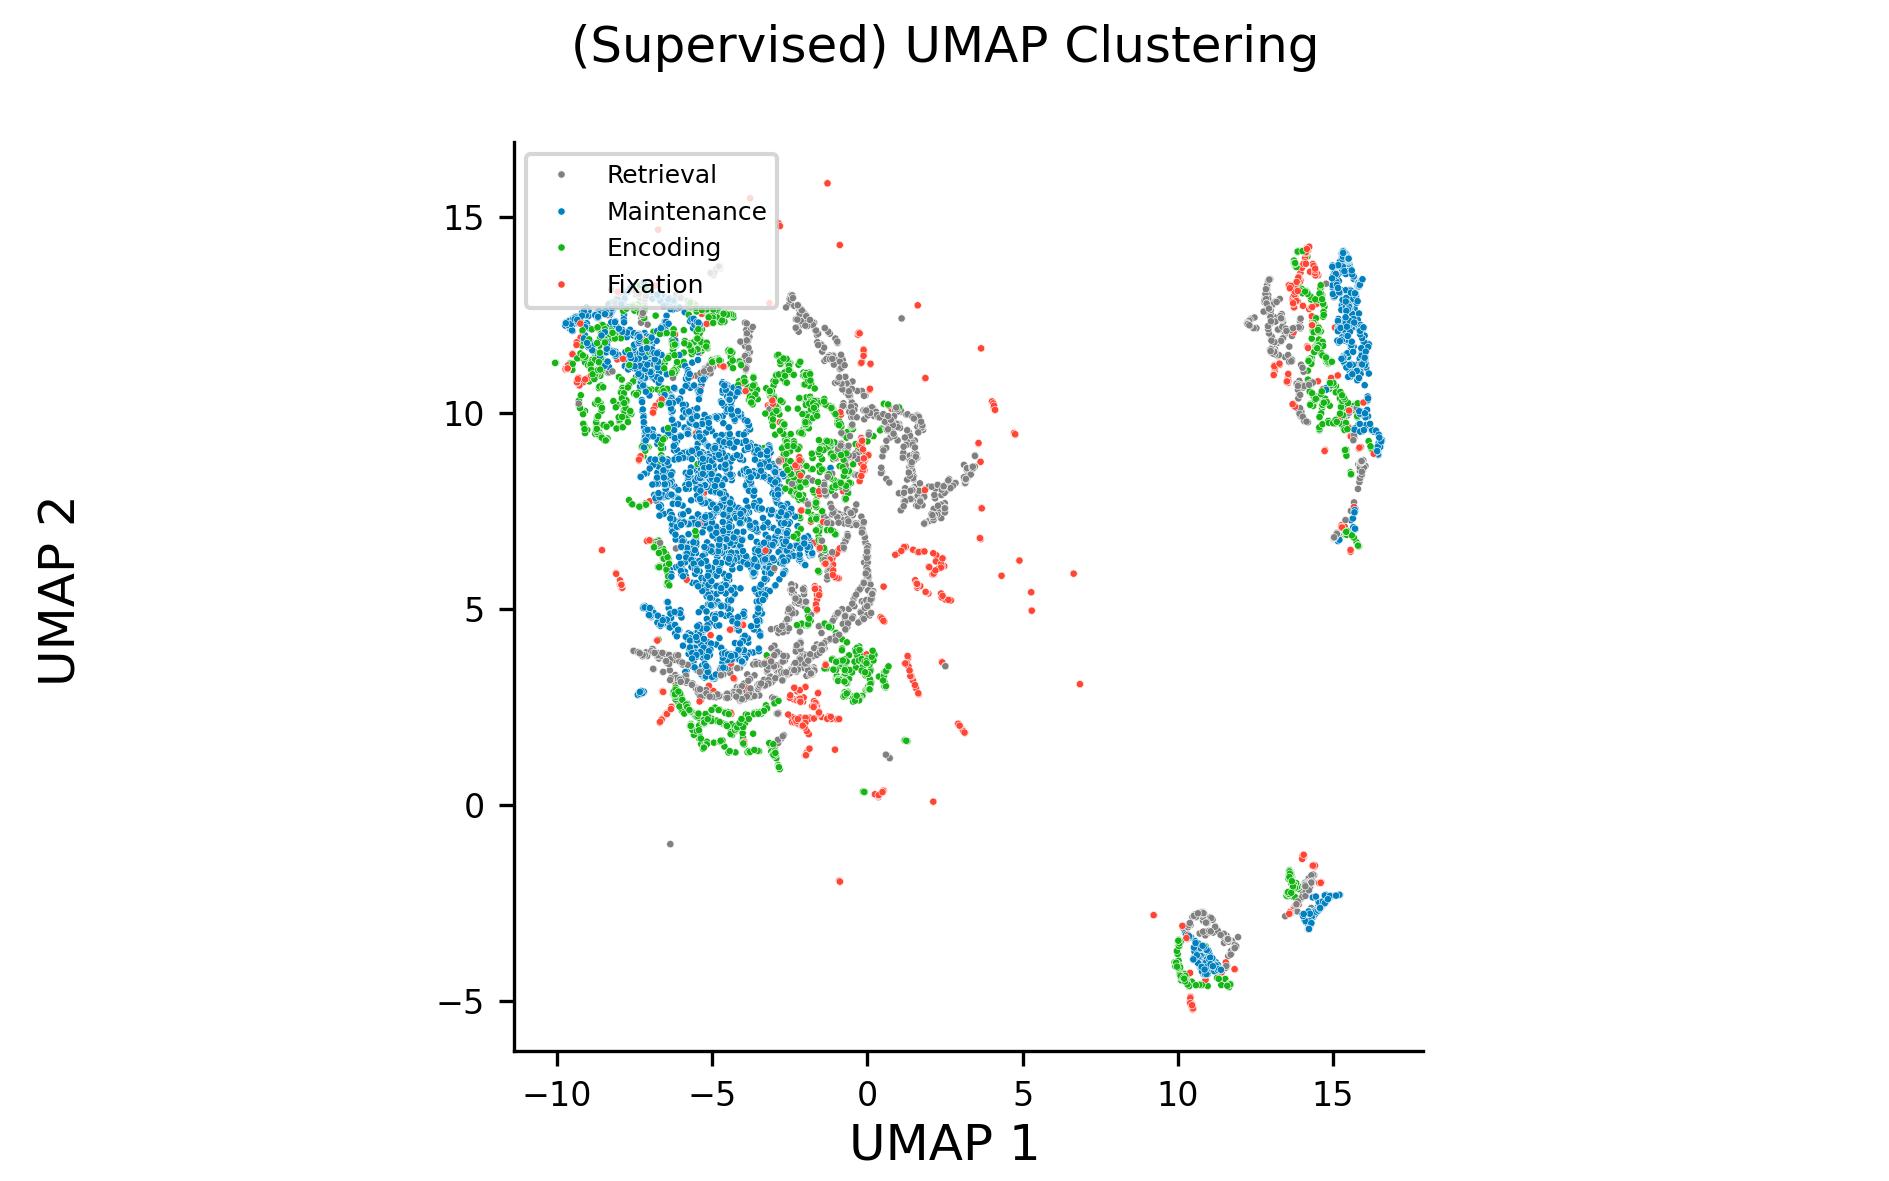 (Supervised) UMAP Clustering
Retrieval
Maintenance
Encoding
Fixation
UMAP 2
15
10
5
0
−5
−10
−5
0
5
10
15
UMAP 1